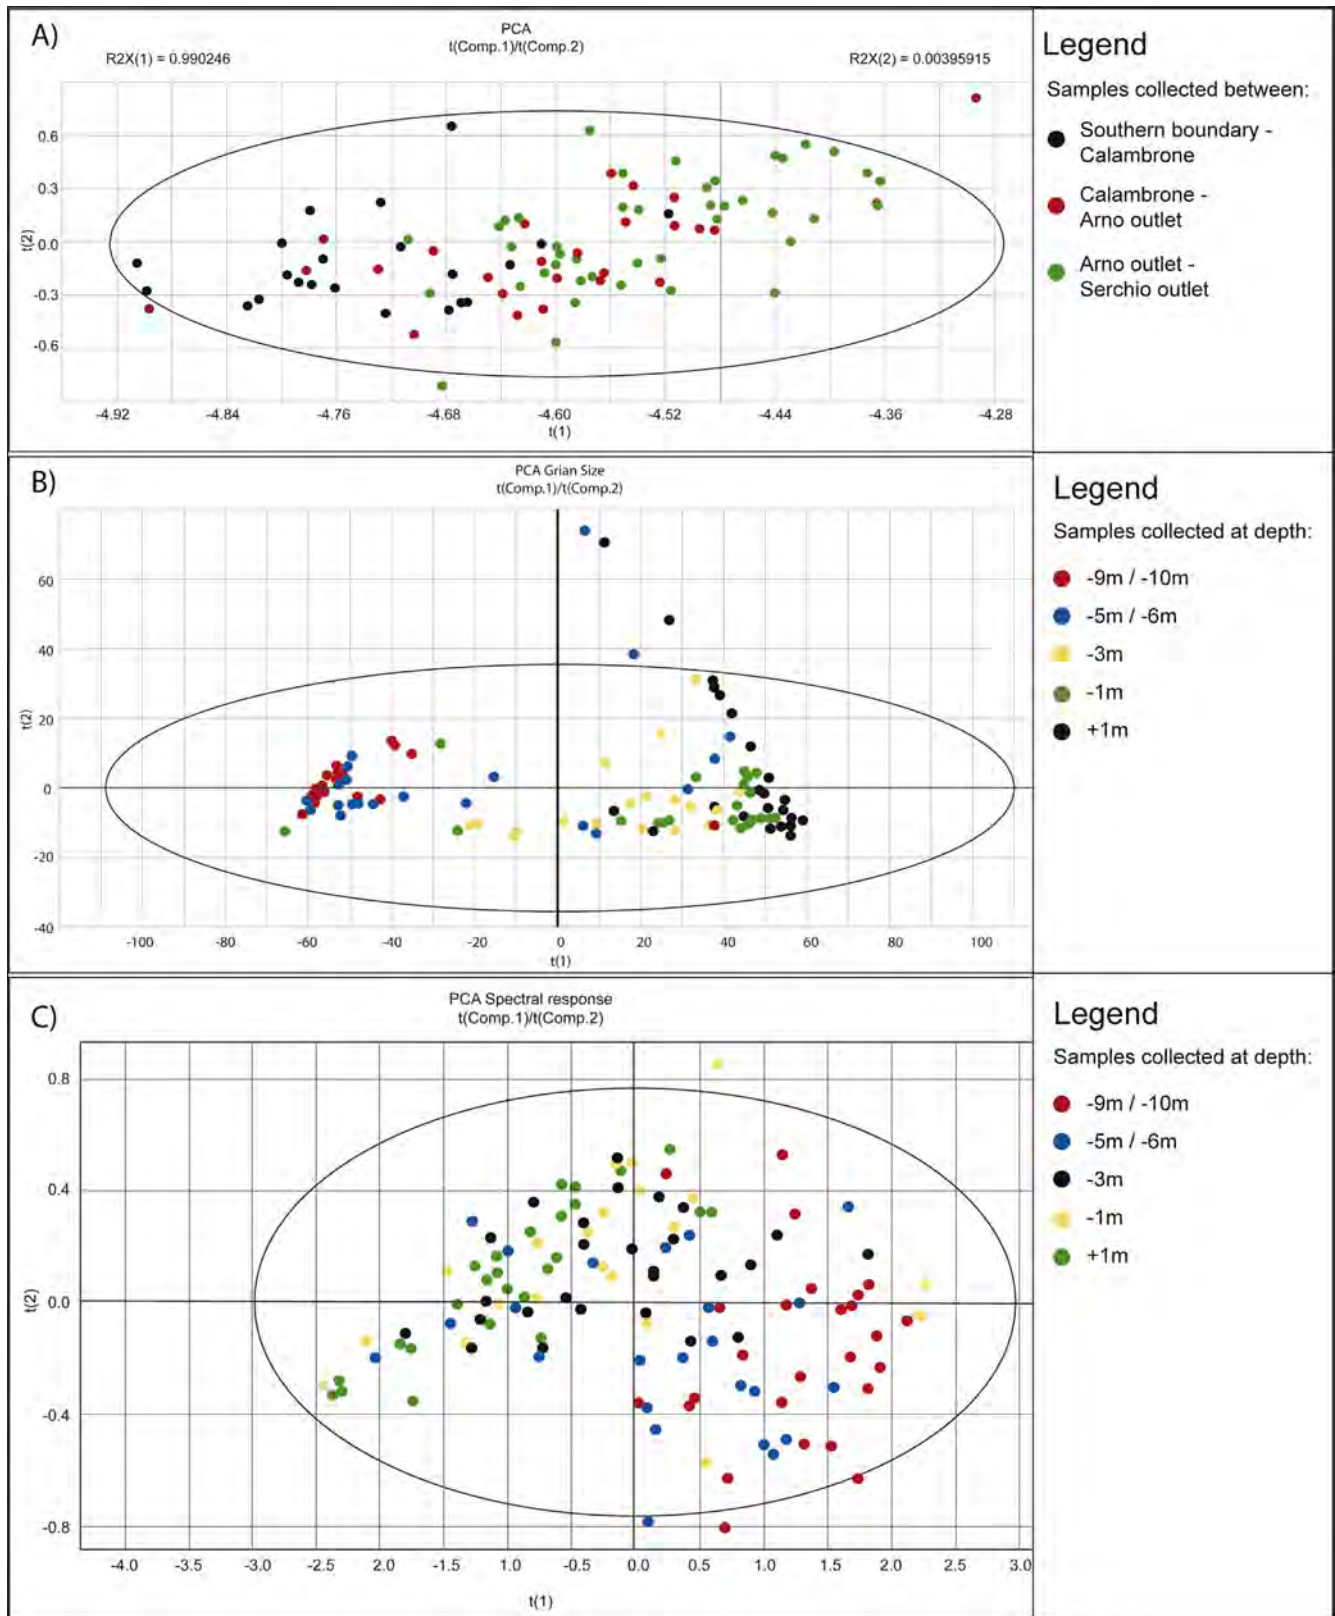 A)
PCA
t(Comp.1)/t(Comp.2)
R2X(1) = 0.990246
R2X(2) = 0.00395915
0.6
0.3
0.0
-0.3
-0.6
t(2)
-4.92 -4.84 -4.76 -4.68 -4.60 -4.52 -4.44 -4.36 -4.28
t(1)
Legend
Samples collected between:
Southern boundary -
Calambrone
Calambrone -
Arno outlet
Arno outlet -
Serchio outlet
B)
PCA Grian Size
t(Comp.1)/t(Comp.2)
60
40
20
0
-20
-40
t(2)
-100 -80 -60 -40 -20 0 20 40 60 80 100
t(1)
Legend
Samples collected at depth:
-9m / -10m
-5m / -6m
-3m
-1m
+1m
C)
PCA Spectral response
t(Comp.1)/t(Comp.2)
0.8
0.4
0.0
-0.4
-0.8
t(2)
-4.0 -2.5 -3.0 -2.5 -2.0 -1.5 -1.0 -0.5 0.0 0.5 1.0 1.5 2.0 2.5 3.0
t(1)
Legend
Samples collected at depth:
-9m / -10m
-5m / -6m
-3m
-1m
+1m